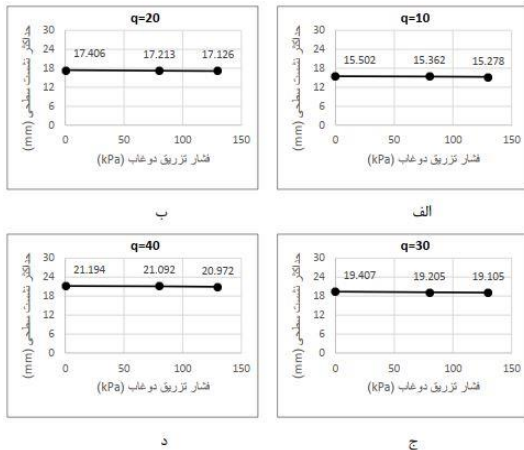 q=20
30
24
18
12
6
0
17.406 17.213 17.126
0 50 100 150
فشار تزریق دوغاب (kPa)
حداکثر نشست سطحی (mm)
ب
q=10
30
24
18
12
6
0
15.502 15.362 15.278
0 50 100 150
فشار تزریق دوغاب (kPa)
حداکثر نشست سطحی (mm)
الف
q=40
30
24
18
12
6
0
21.194 21.092 20.972
0 50 100 150
فشار تزریق دوغاب (kPa)
حداکثر نشست سطحی (mm)
د
q=30
30
24
18
12
6
0
19.407 19.205 19.105
0 50 100 150
فشار تزریق دوغاب (kPa)
حداکثر نشست سطحی (mm)
ج